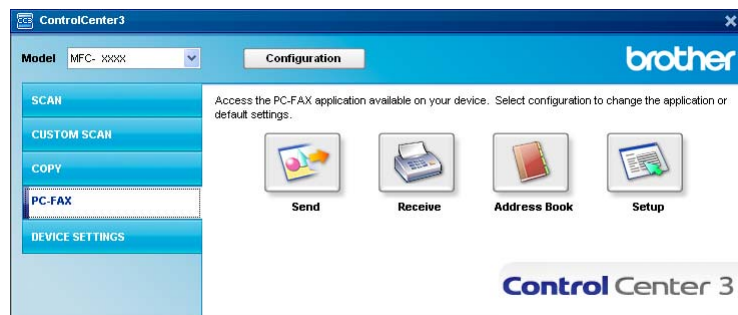 ControlCenter3
Model MFC- XXXX Configuration brother
SCAN
CUSTOM SCAN
COPY
PC-FAX
DEVICE SETTINGS
Access the PC-FAX application available on your device. Select configuration to change the application or
default settings.
Send Receive Address Book Setup
Control Center 3